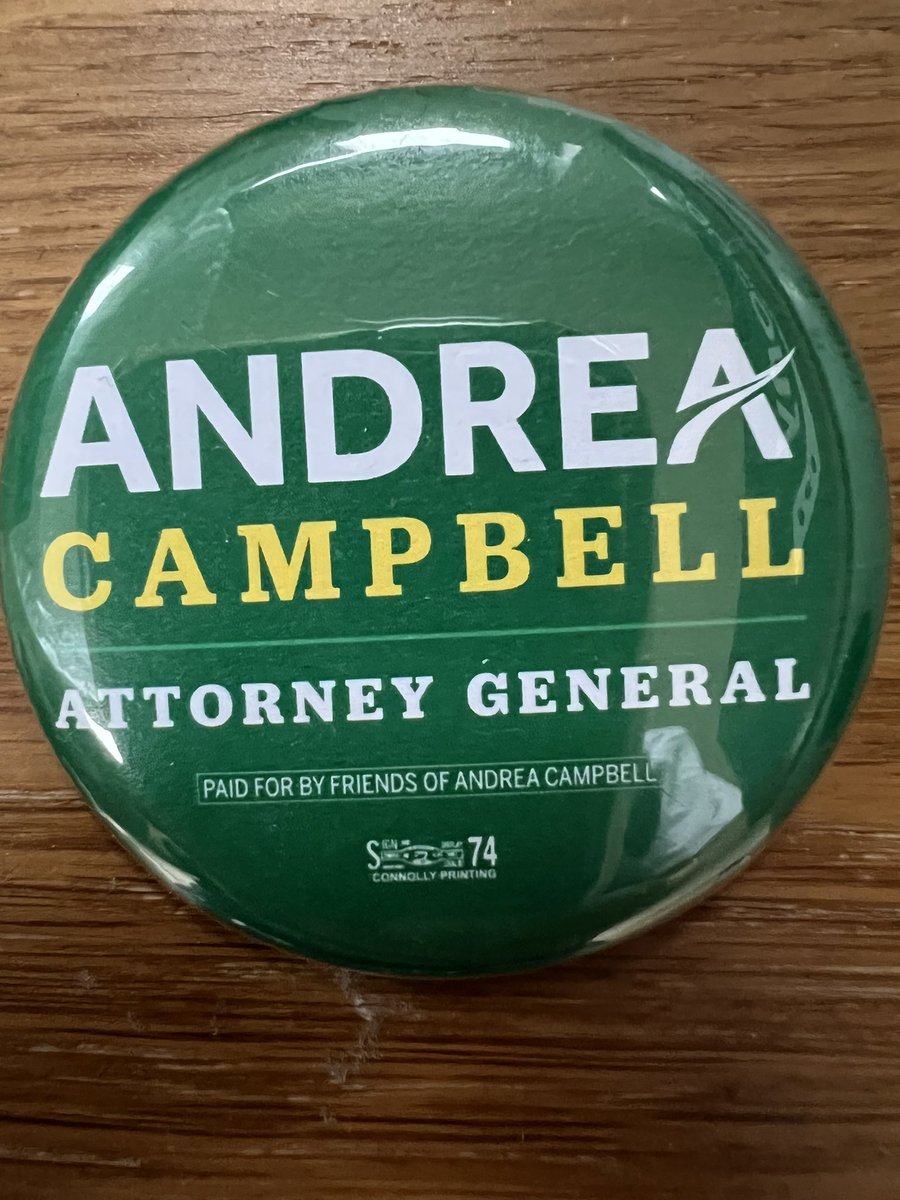 ANDREA
CAMPBELL
ATTORNEY GENERAL
PAID FOR BY FRIENDS OF ANDREA CAMPBELL
S 74
CONNOLLY PRINTING